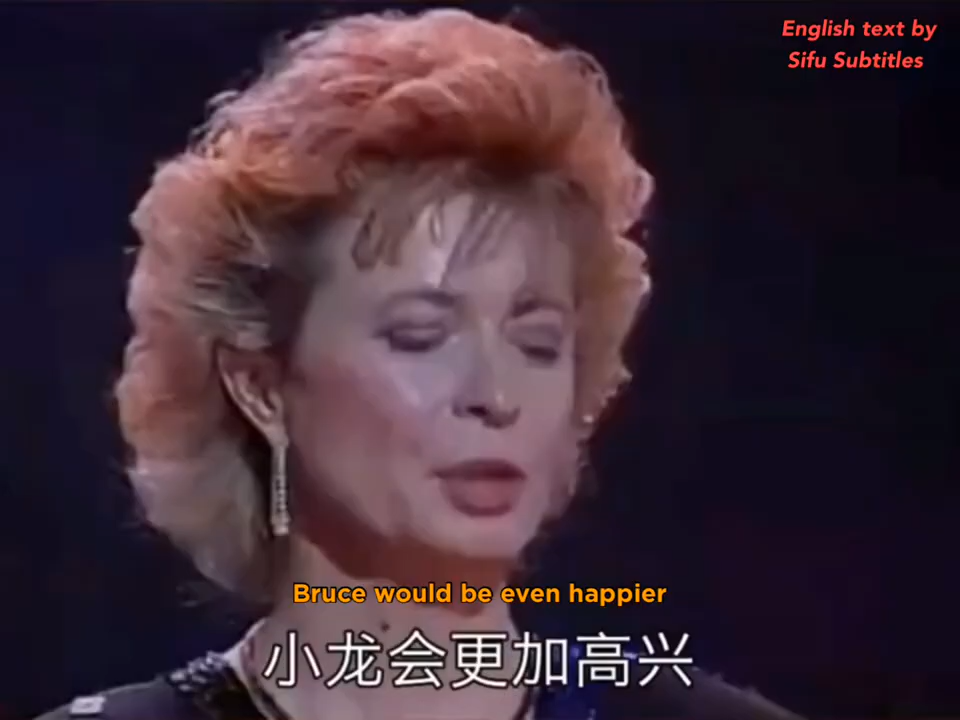 English text by
Sifu Subtitles
Bruce would be even happier
小龙会更加高兴